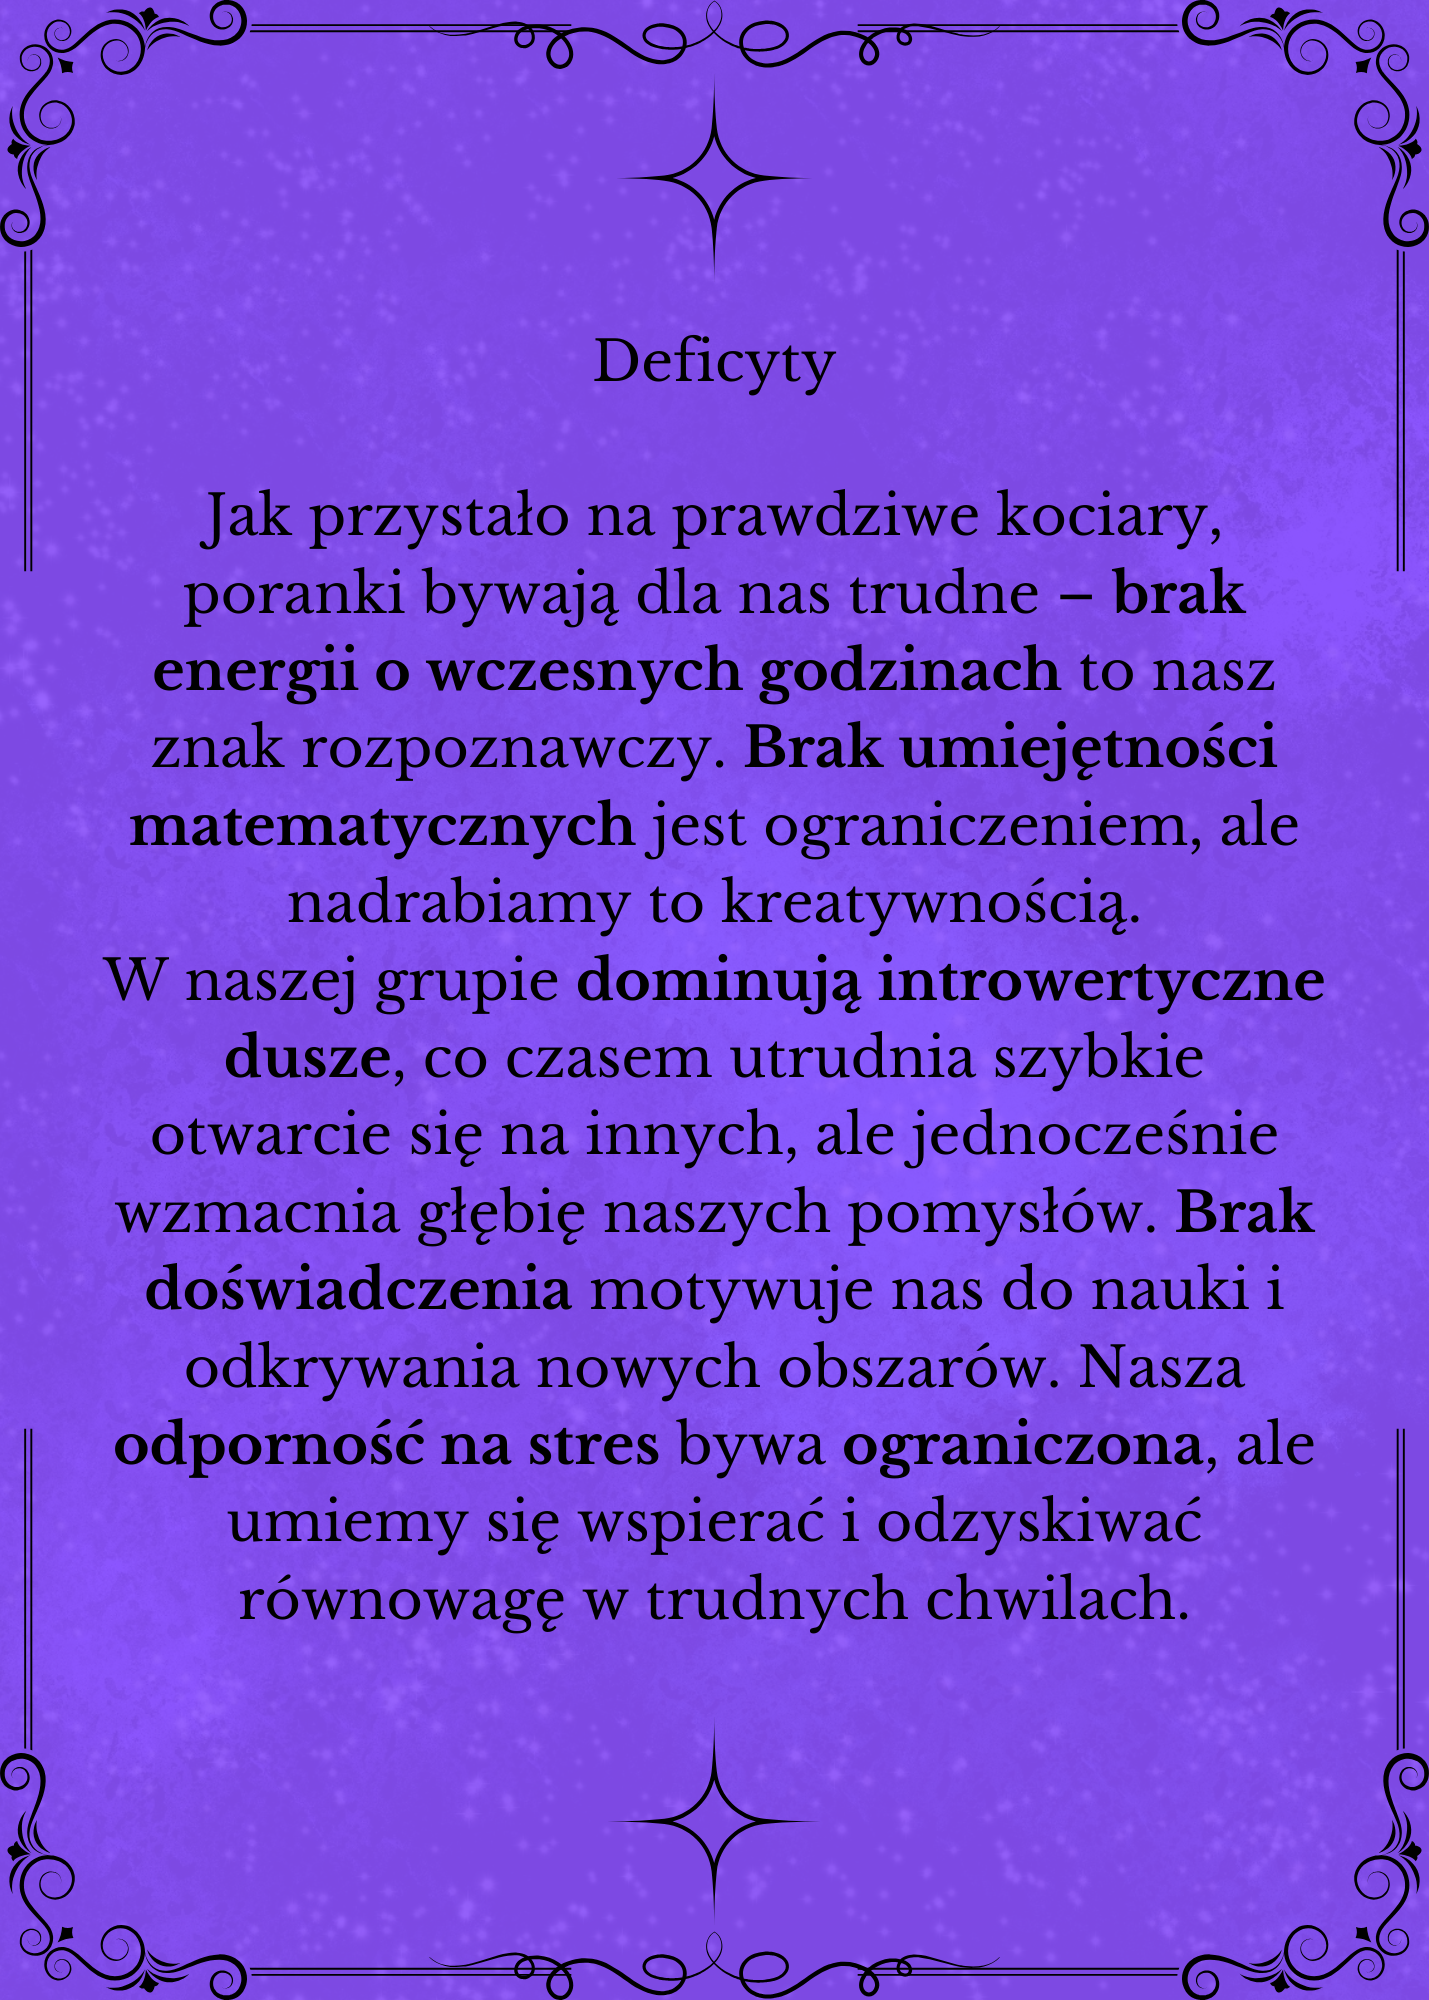 Deficyty
Jak przystało na prawdziwe kociary,
poranki bywają dla nas trudne – brak
energii o wczesnych godzinach to nasz
znak rozpoznawczy. Brak umiejętności
matematycznych jest ograniczeniem, ale
nadrabiamy to kreatywnością.
W naszej grupie dominują introwertyczne
dusze, co czasem utrudnia szybkie
otwarcie się na innych, ale jednocześnie
wzmacnia głębię naszych pomysłów. Brak
doświadczenia motywuje nas do nauki i
odkrywania nowych obszarów. Nasza
odporność na stres bywa ograniczona, ale
umiemy się wspierać i odzyskiwać
równowagę w trudnych chwilach.